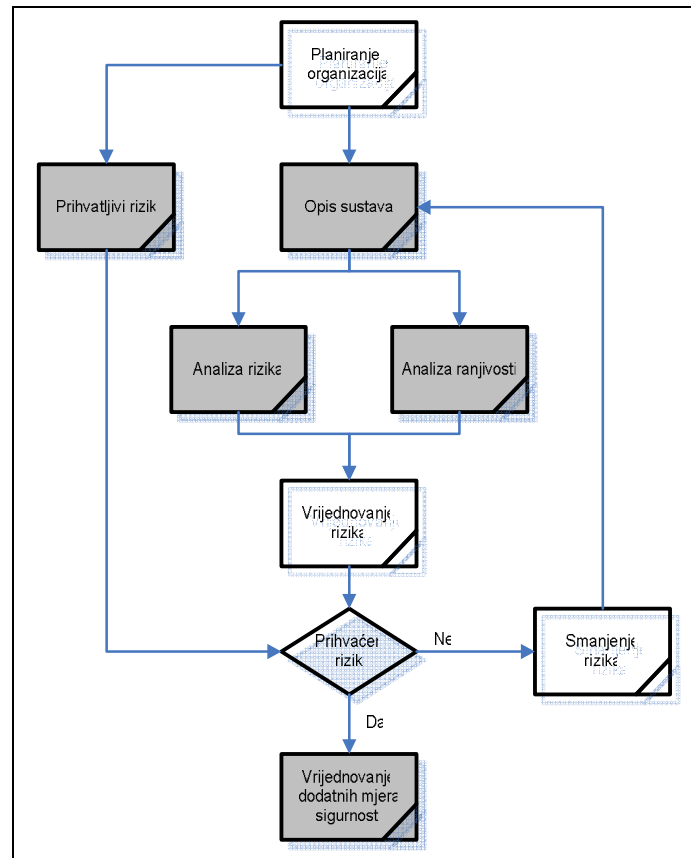 Planiranje
organizacija
Prihvatljivi rizik
Opis sustava
Analiza rizika
Analiza ranjivosti
Vrijednovanje
rizika
Prihvaćen
rizik
Ne
Smanjenje
rizika
Da
Vrijednovanje
dodatnih mjera
sigurnost